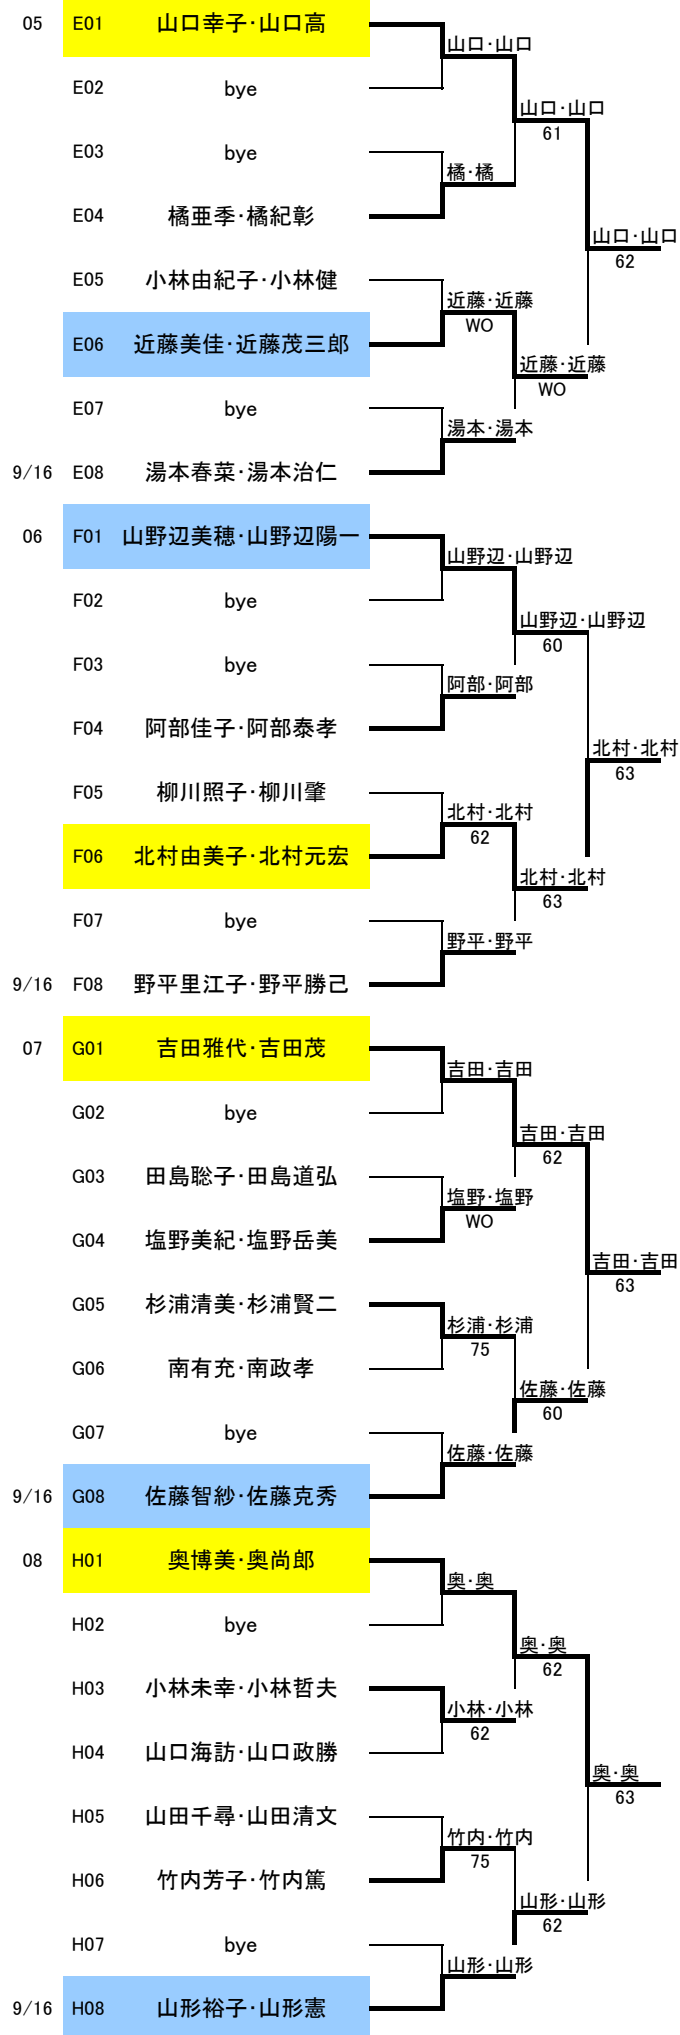 05 E01 山口幸子・山口高
山口・山口
E02 bye
山口・山口
61
E03 bye
橘・橘
E04 橘亜季・橘紀彰
山口・山口
62
E05 小林由紀子・小林健
近藤・近藤
WO
E06 近藤美佳・近藤茂三郎
近藤・近藤
WO
E07 bye
湯本・湯本
9/16 E08 湯本春菜・湯本治仁
06 F01 山野辺美穂・山野辺陽一
山野辺・山野辺
F02 bye
山野辺・山野辺
60
F03 bye
阿部・阿部
F04 阿部佳子・阿部泰孝
北村・北村
63
F05 柳川照子・柳川肇
北村・北村
62
F06 北村由美子・北村元宏
北村・北村
63
F07 bye
野平・野平
9/16 F08 野平里江子・野平勝己
07 G01 吉田雅代・吉田茂
吉田・吉田
G02 bye
吉田・吉田
62
G03 田島聡子・田島道弘
塩野・塩野
WO
G04 塩野美紀・塩野岳美
吉田・吉田
63
G05 杉浦清美・杉浦賢二
杉浦・杉浦
75
G06 南有充・南政孝
佐藤・佐藤
60
G07 bye
佐藤・佐藤
9/16 G08 佐藤智紗・佐藤克秀
08 H01 奥博美・奥尚郎
奥・奥
H02 bye
奥・奥
62
H03 小林未幸・小林哲夫
小林・小林
62
H04 山口海訪・山口政勝
奥・奥
63
H05 山田千尋・山田清文
竹内・竹内
75
H06 竹内芳子・竹内篤
山形・山形
62
H07 bye
山形・山形
9/16 H08 山形裕子・山形憲